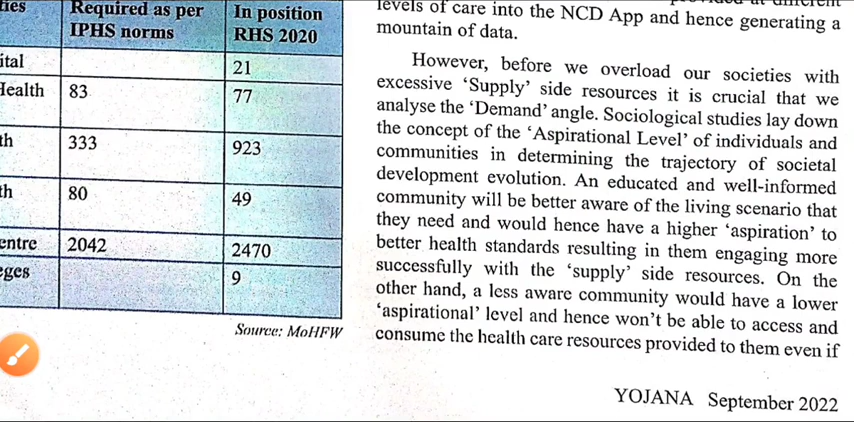 ties Required as per In position
IPHS norms RHS 2020
ital 21
Health 83 77
th 333 923
th 80 49
entre 2042 2470
eges 9
Source: MoHFW
levels of care into the NCD App and hence generating a
mountain of data.
However, before we overload our societies with
excessive ‘Supply’ side resources it is crucial that we
analyse the ‘Demand’ angle. Sociological studies lay down
the concept of the ‘Aspirational Level’ of individuals and
communities in determining the trajectory of societal
development evolution. An educated and well-informed
community will be better aware of the living scenario that
they need and would hence have a higher ‘aspiration’ to
better health standards resulting in them engaging more
successfully with the ‘supply’ side resources. On the
other hand, a less aware community would have a lower
‘aspirational’ level and hence won’t be able to access and
consume the health care resources provided to them even if
YOJANA September 2022